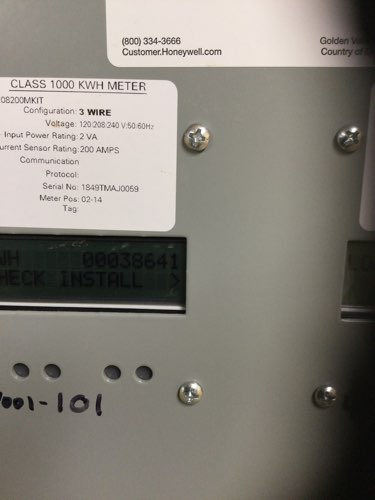 (800) 334-3666
Customer.Honeywell.com
Golden
Country of
CLASS 1000 KWH METER
08200MKIT
Configuration: 3 WIRE
Voltage: 120:208:240 V:50:60Hz
Input Power Rating: 2 VA
urrent Sensor Rating: 200 AMPS
Communication
Protocol:
Serial No: 1849TMAJ0059
Meter Pos: 02-14
Tag:
WH 00038641
HECK INSTALL >
001-101